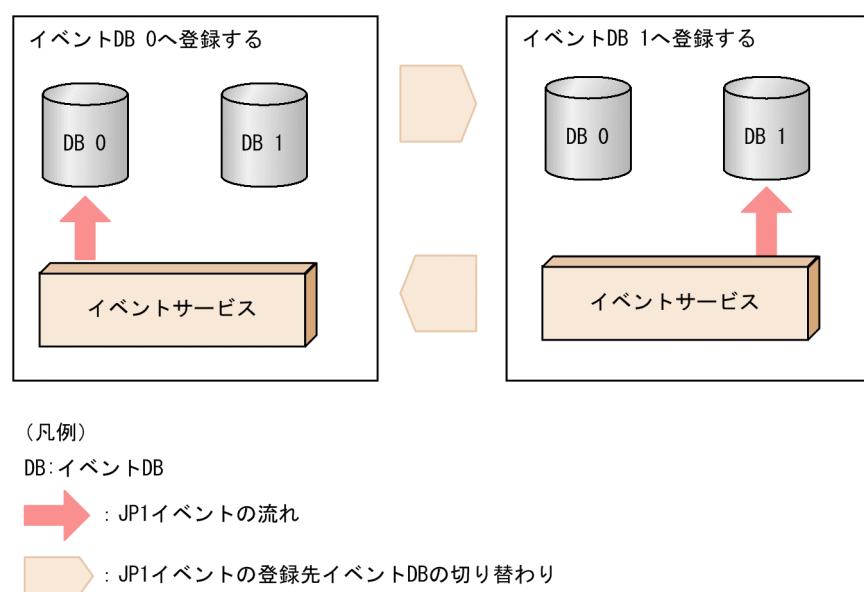 イベントDB 0へ登録する
DB 0
DB 1
イベントサービス
イベントDB 1へ登録する
DB 0
DB 1
イベントサービス
（凡例）
DB:イベントDB
：JP1イベントの流れ
：JP1イベントの登録先イベントDBの切り替わり